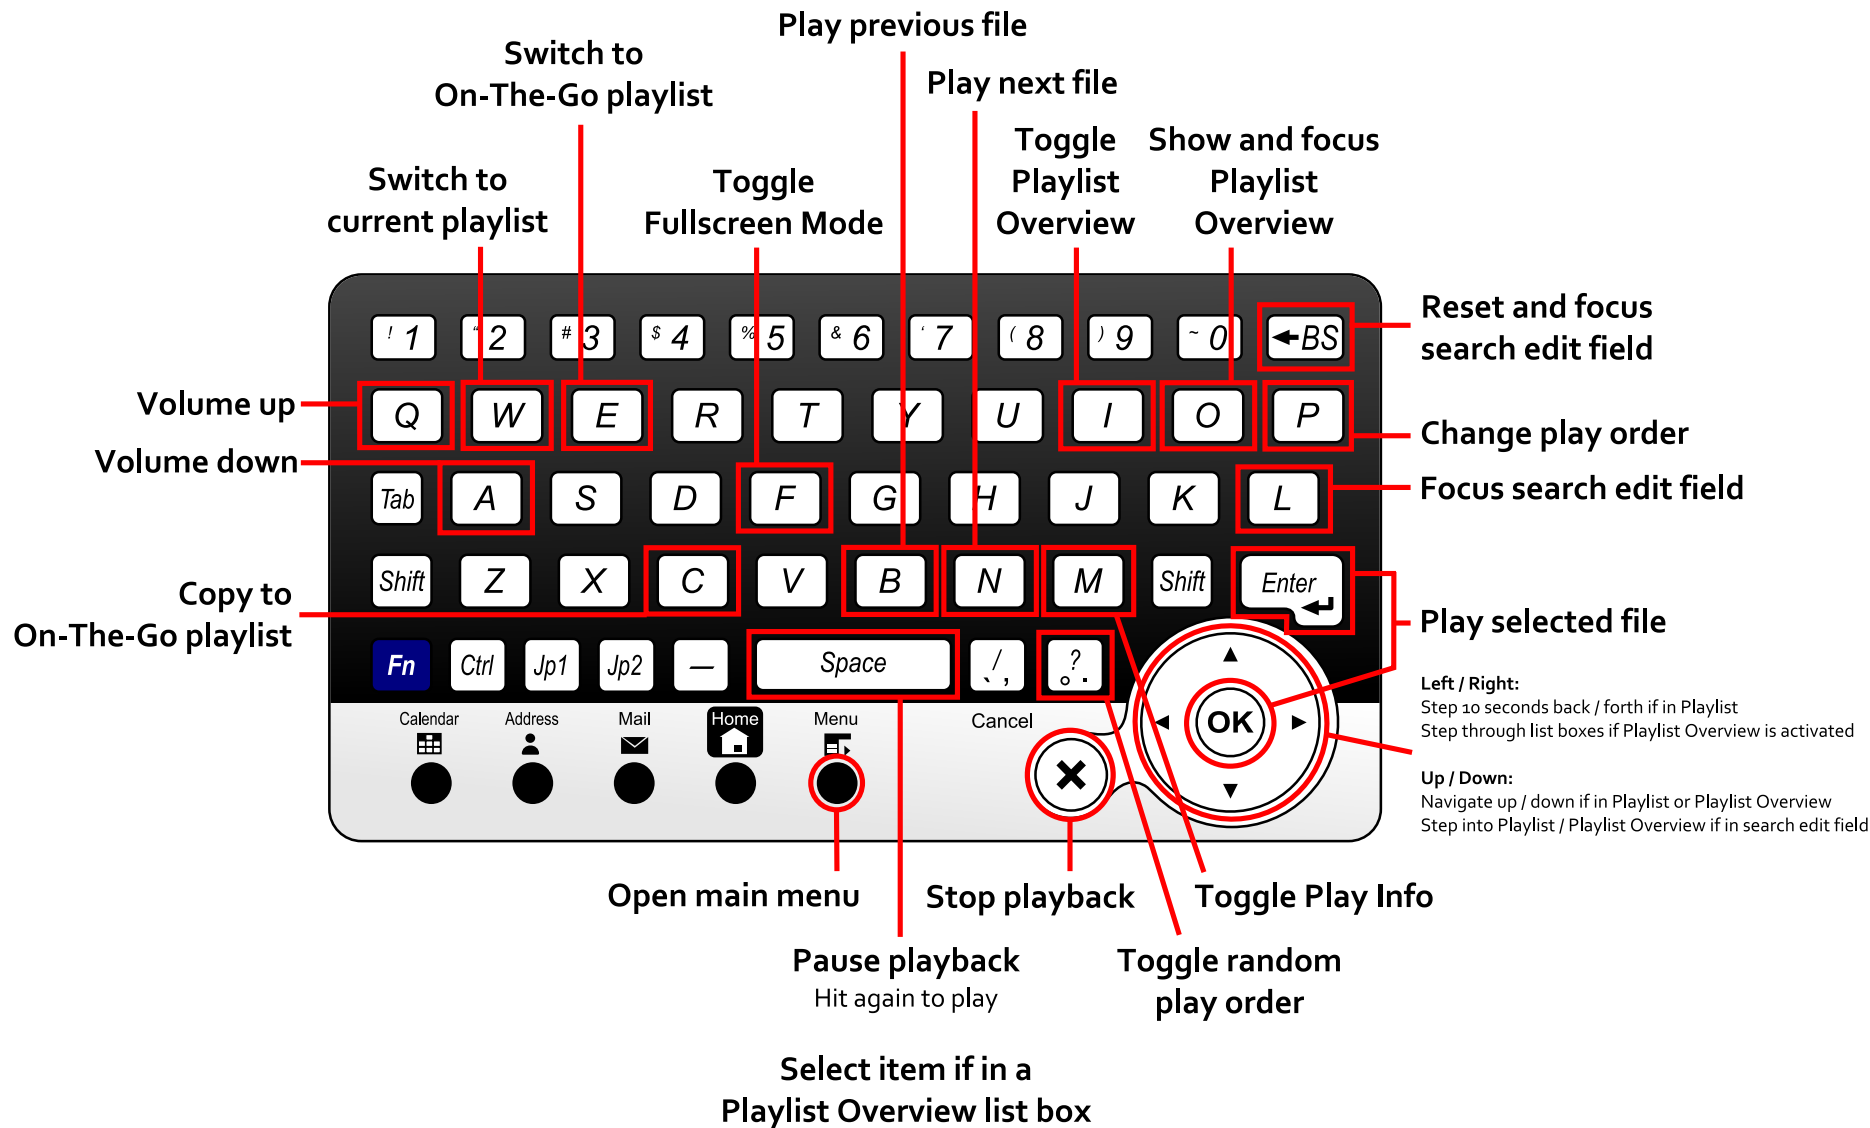 Play previous file
Switch to
On-The-Go playlist
Play next file
Toggle
Playlist
Overview
Show and focus
Playlist
Overview
Switch to
current playlist
Toggle
Fullscreen Mode
! 1
" 2
# 3
$ 4
% 5
& 6
' 7
( 8
) 9
~ 0
BS
Reset and focus
search edit field
Volume up
Q
W
E
R
T
Y
U
I
O
P
Change play order
Volume down
Tab
A
S
D
F
G
H
J
K
L
Focus search edit field
Shift
Z
X
C
V
B
N
M
Shift
Enter
Copy to
On-The-Go playlist
Play selected file
Fn
Ctrl
Jp1
Jp2
—
Space
/
` ,
?
° .
Left / Right:
Step 10 seconds back / forth if in Playlist
Step through list boxes if Playlist Overview is activated
Calendar
Address
Mail
Home
Menu
Cancel
OK
Up / Down:
Navigate up / down if in Playlist or Playlist Overview
Step into Playlist / Playlist Overview if in search edit field
Open main menu
Stop playback
Toggle Play Info
Pause playback
Hit again to play
Toggle random
play order
Select item if in a
Playlist Overview list box